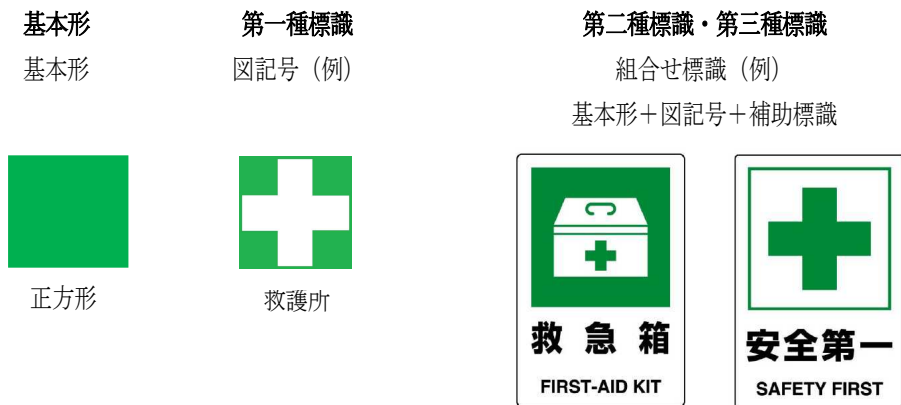 基本形
基本形
正方形
第一種標識
図記号（例）
救護所
第二種標識・第三種標識
組合せ標識（例）
基本形＋図記号＋補助標識
救急箱
FIRST-AID KIT
安全第一
SAFETY FIRST